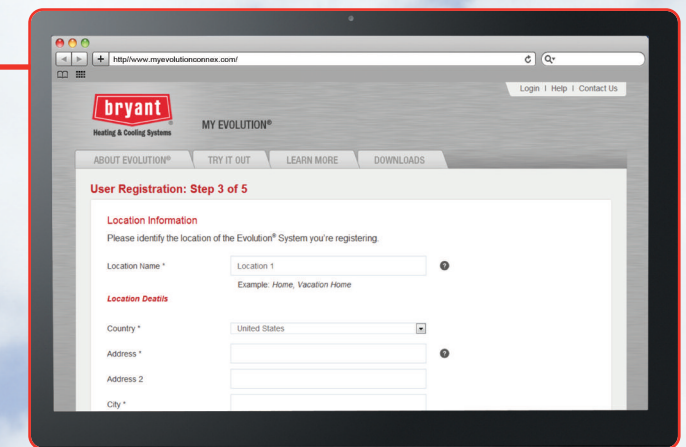 http//www.myevolutionconnex.com/
Login | Help | Contact Us
bryant®
Heating & Cooling Systems
MY EVOLUTION®
ABOUT EVOLUTION® TRY IT OUT LEARN MORE DOWNLOADS
User Registration: Step 3 of 5
Location Information
Please identify the location of the Evolution® System you're registering.
Location Name * Location 1 ?
Example: Home, Vacation Home
Location Deatils
Country * United States
Address * ?
Address 2
City *